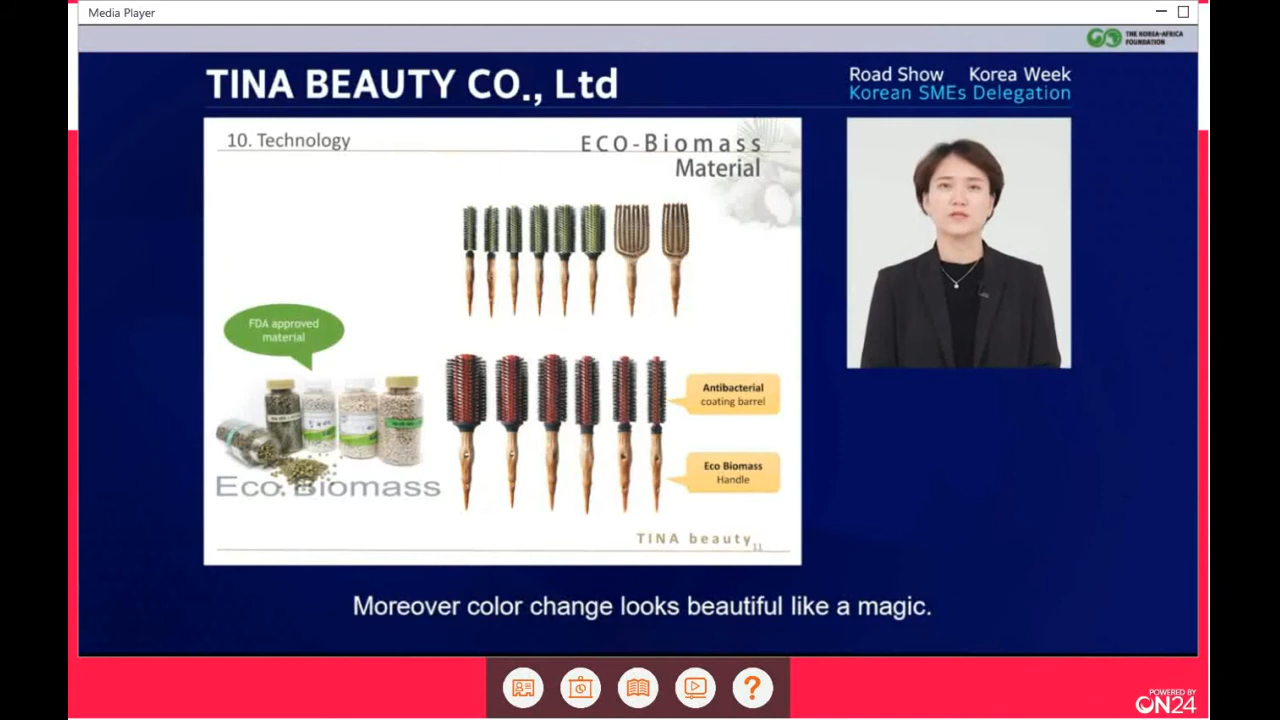 Media Player
THE KOREA-AFRICA
FOUNDATION
TINA BEAUTY CO., Ltd
Road Show Korea Week
Korean SMEs Delegation
10. Technology
ECO-Biomass
Material
FDA approved
material
Antibacterial
coating barrel
Eco Biomass
Handle
Eco Biomass
TINA beauty
11
Moreover color change looks beautiful like a magic.
POWERED BY
ON24